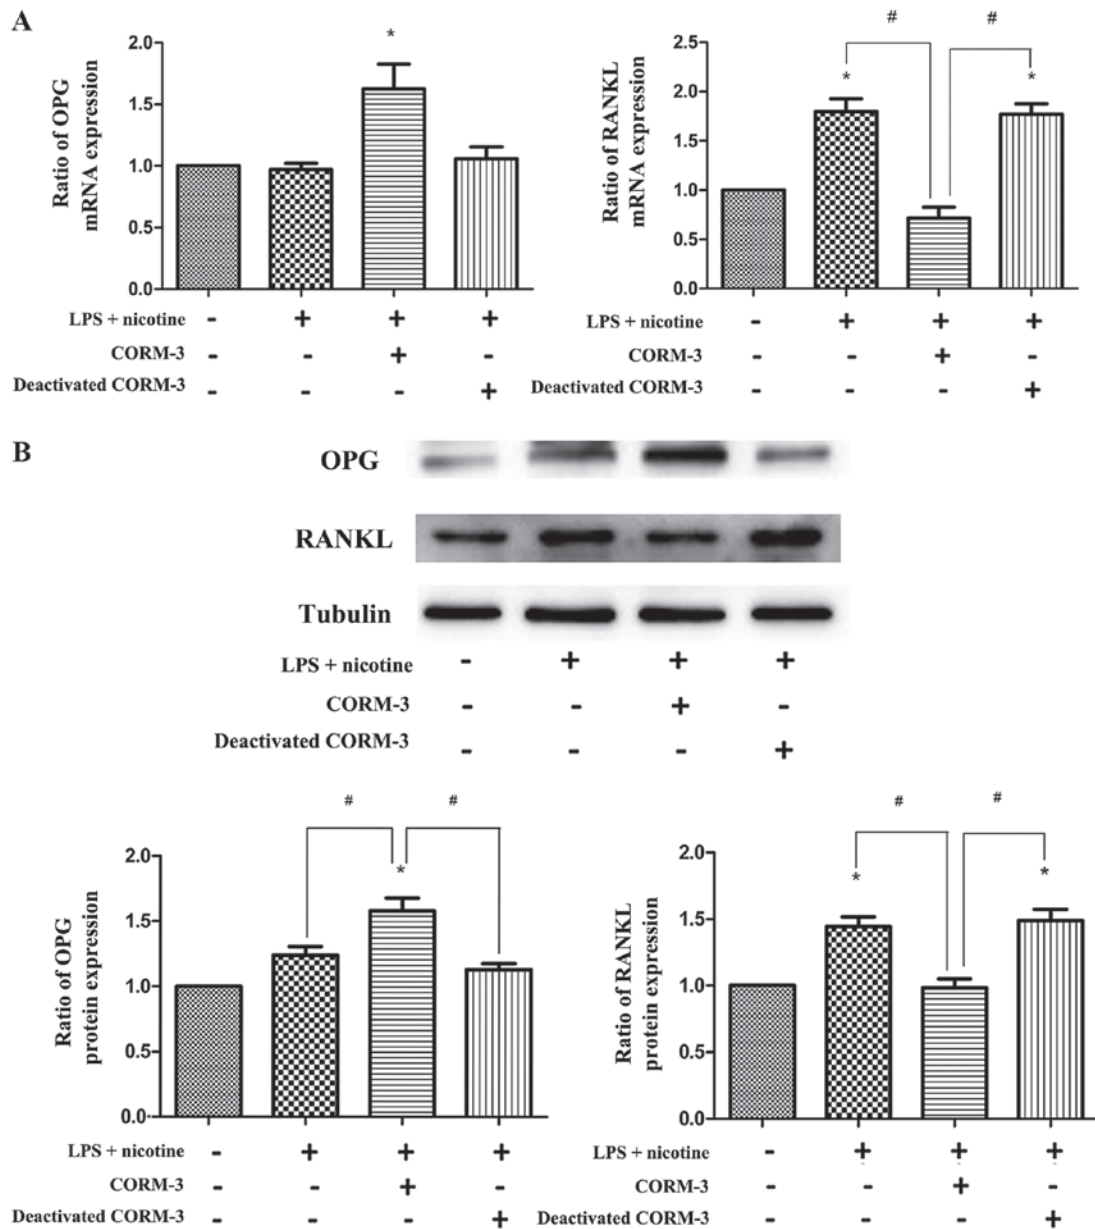 A
*
Ratio of OPG
mRNA expression
2.0
1.5
1.0
0.5
0.0
LPS + nicotine - + + +
CORM-3 - - + -
Deactivated CORM-3 - - - +
# #
* *
Ratio of RANKL
mRNA expression
2.5
2.0
1.5
1.0
0.5
0.0
LPS + nicotine - + + +
CORM-3 - - + -
Deactivated CORM-3 - - - +
B
OPG
RANKL
Tubulin
LPS + nicotine - + + +
CORM-3 - - + -
Deactivated CORM-3 - - - +
# #
*
Ratio of OPG
protein expression
2.0
1.5
1.0
0.5
0.0
LPS + nicotine - + + +
CORM-3 - - + -
Deactivated CORM-3 - - - +
# #
* *
Ratio of RANKL
protein expression
2.0
1.5
1.0
0.5
0.0
LPS + nicotine - + + +
CORM-3 - - + -
Deactivated CORM-3 - - - +